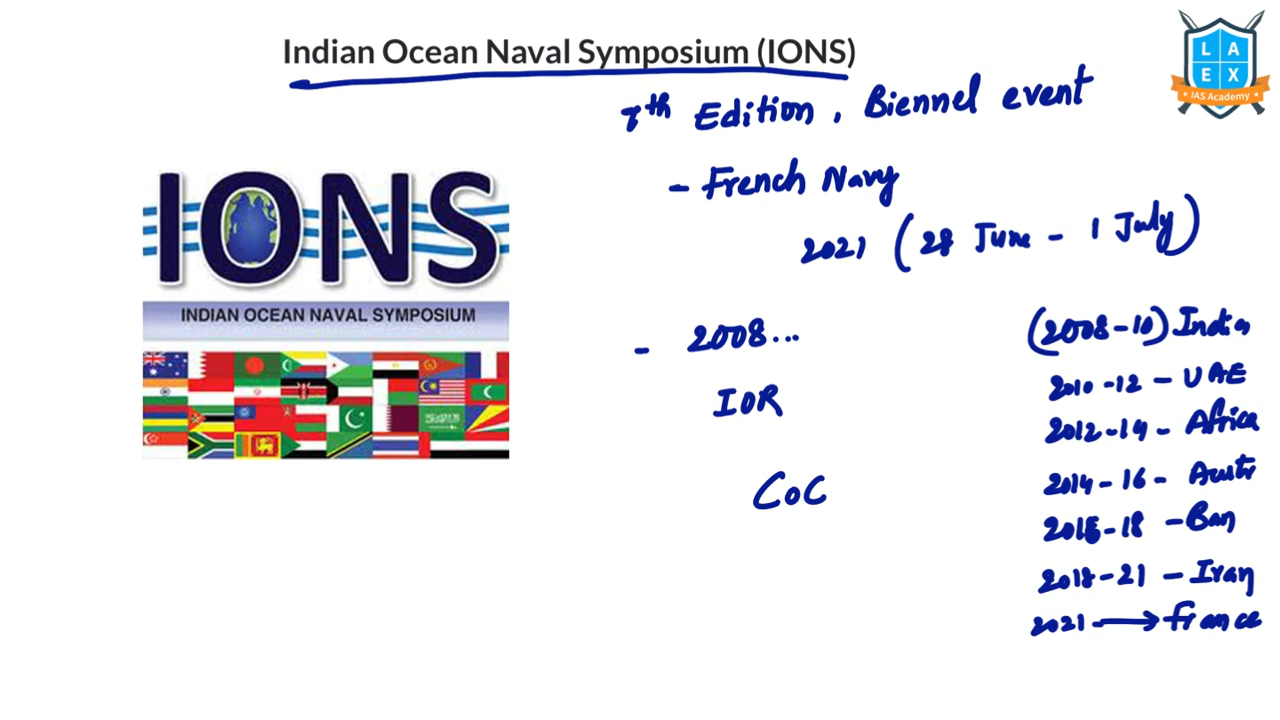 Indian Ocean Naval Symposium (IONS)
LAEX
IAS Academy
7th Edition, Biennel event
- French Navy
2021 (28 June - 1 July)
IONS
INDIAN OCEAN NAVAL SYMPOSIUM
- 2008...
IOR
COC
(2008-10) India
2010-12 - UAE
2012-14 - Africa
2014-16 - Austr
2016-18 - Ban
2018-21 - Iran
2021 → France